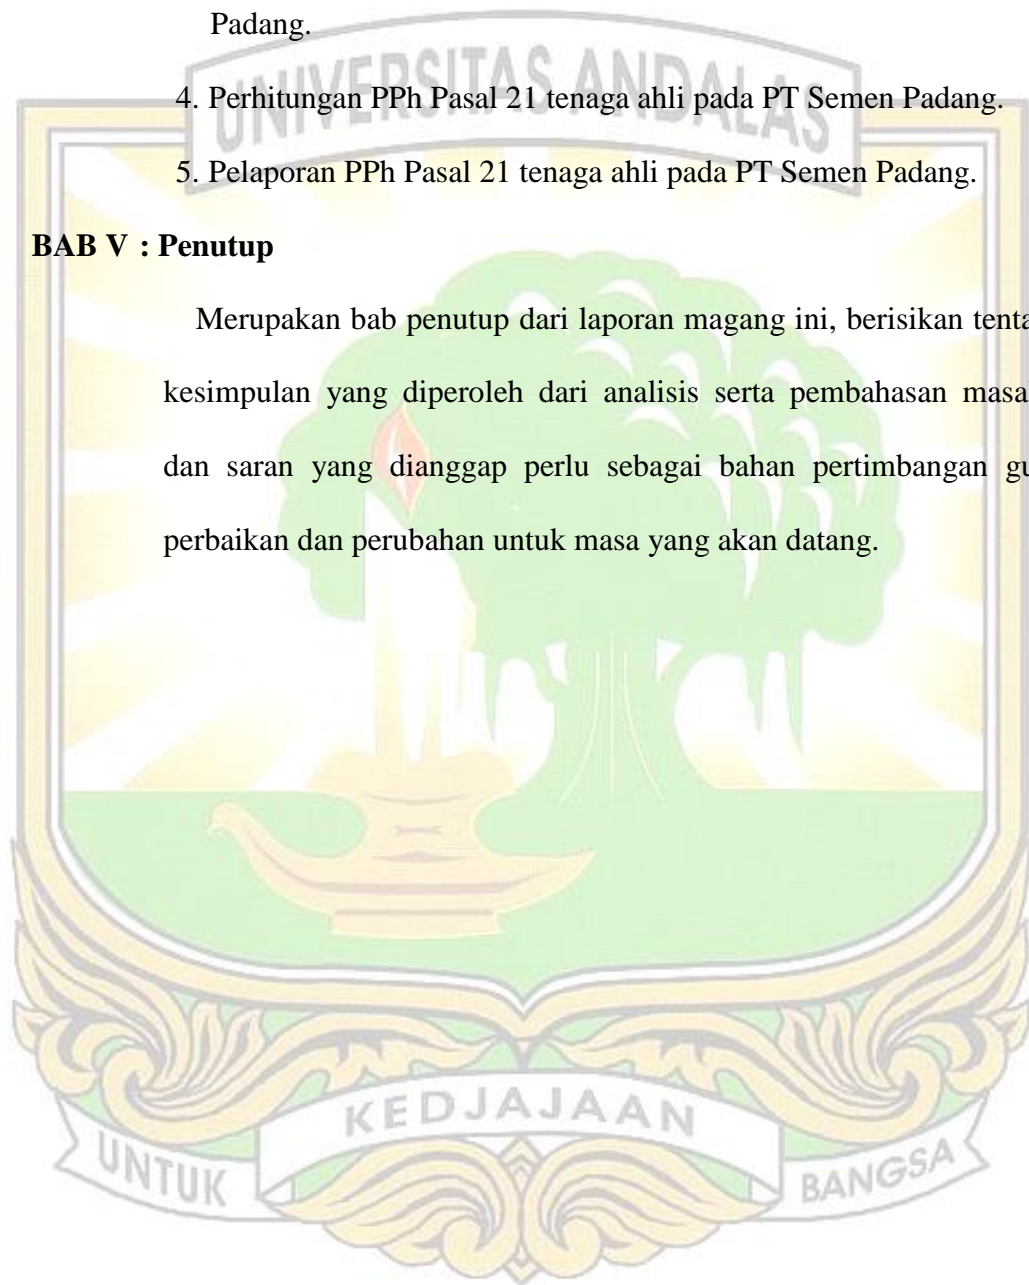 Padang.
UNIVERSITAS ANDALAS
4. Perhitungan PPh Pasal 21 tenaga ahli pada PT Semen Padang.
5. Pelaporan PPh Pasal 21 tenaga ahli pada PT Semen Padang.
BAB V : Penutup
Merupakan bab penutup dari laporan magang ini, berisikan
kesimpulan yang diperoleh dari analisis serta pembahasan
dan saran yang dianggap perlu sebagai bahan pertimbangan
perbaikan dan perubahan untuk masa yang akan datang.
UNTUK KEDJAJAAN BANGSA